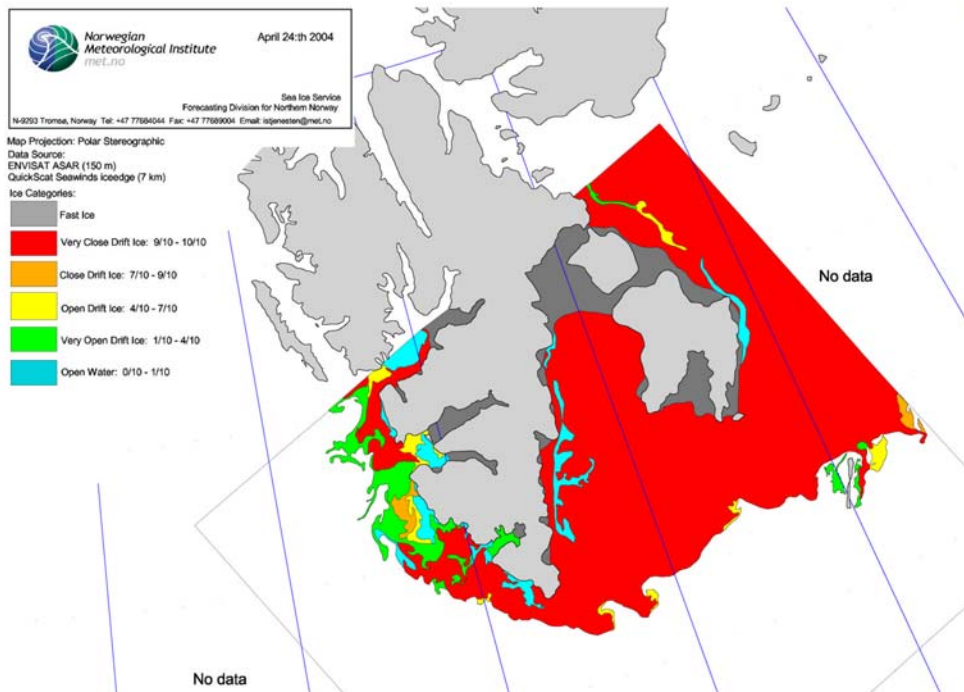 Norwegian
Meteorological Institute
met.no
April 24:th 2004
Sea Ice Service
Forecasting Division for Northern Norway
N-9293 Tromsø, Norway Tel: +47 77684044 Fax: +47 77689004 Email: istjenesten@met.no
Map Projection: Polar Stereographic
Data Source:
ENVISAT ASAR (150 m)
QuickScat Seawinds iceedge (7 km)
Ice Categories:
Fast Ice
Very Close Drift Ice: 9/10 - 10/10
Close Drift Ice: 7/10 - 9/10
Open Drift Ice: 4/10 - 7/10
Very Open Drift Ice: 1/10 - 4/10
Open Water: 0/10 - 1/10
No data
No data